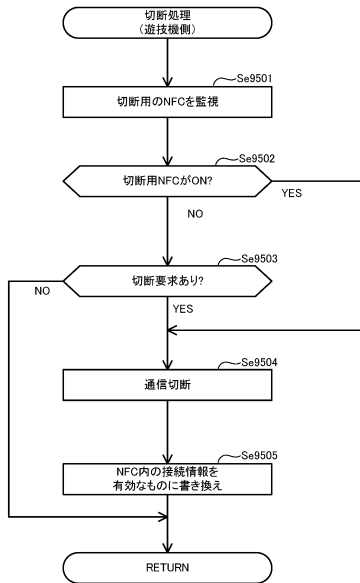 切断処理
(遊技機側)
Se9501
切断用のNFCを監視
Se9502
切断用NFCがON?
YES
NO
Se9503
切断要求あり?
NO
YES
Se9504
通信切断
Se9505
NFC内の接続情報を
有効なものに書き換え
RETURN